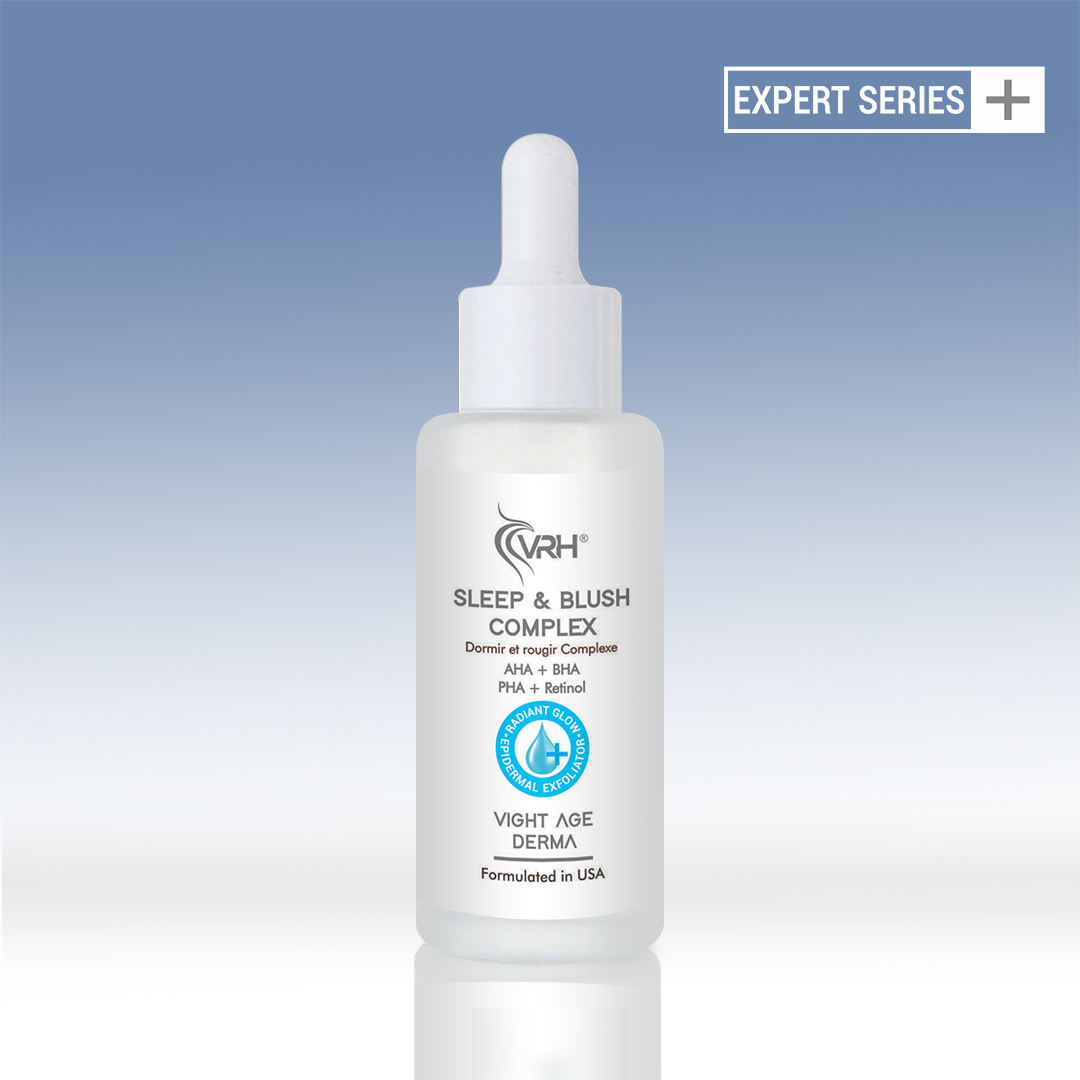 EXPERT SERIES +
VRH®
SLEEP & BLUSH
COMPLEX
Dormir et rougir Complexe
AHA + BHA
PHA + Retinol
• RADIANT GLOW •
EPIDERMAL EXFOLIATOR
VIGHT AGE
DERMA
Formulated in USA